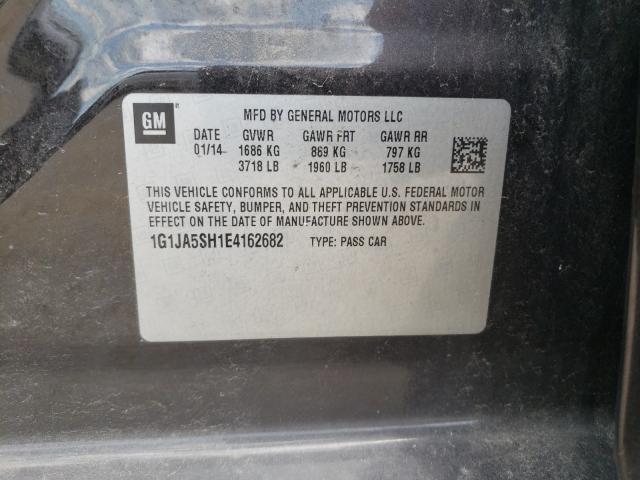 GM
MFD BY GENERAL MOTORS LLC
DATE GVWR GAWR FRT GAWR RR
01/14 1686 KG 869 KG 797 KG
3718 LB 1960 LB 1758 LB
THIS VEHICLE CONFORMS TO ALL APPLICABLE U.S. FEDERAL MOTOR
VEHICLE SAFETY, BUMPER, AND THEFT PREVENTION STANDARDS IN
EFFECT ON THE DATE OF MANUFACTURE SHOWN ABOVE.
1G1JA5SH1E4162682 TYPE: PASS CAR